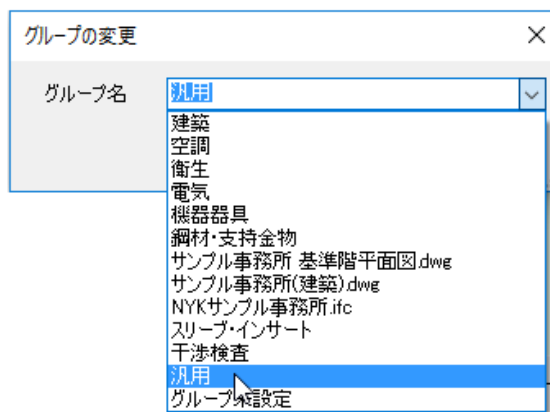 グループの変更
グループ名 汎用
建築
空調
衛生
電気
機器器具
鋼材・支持金物
サンプル事務所 基準階平面図.dwg
サンプル事務所(建築).dwg
NYKサンプル事務所.ifc
スリーブ・インサート
干渉検査
汎用
グループ未設定